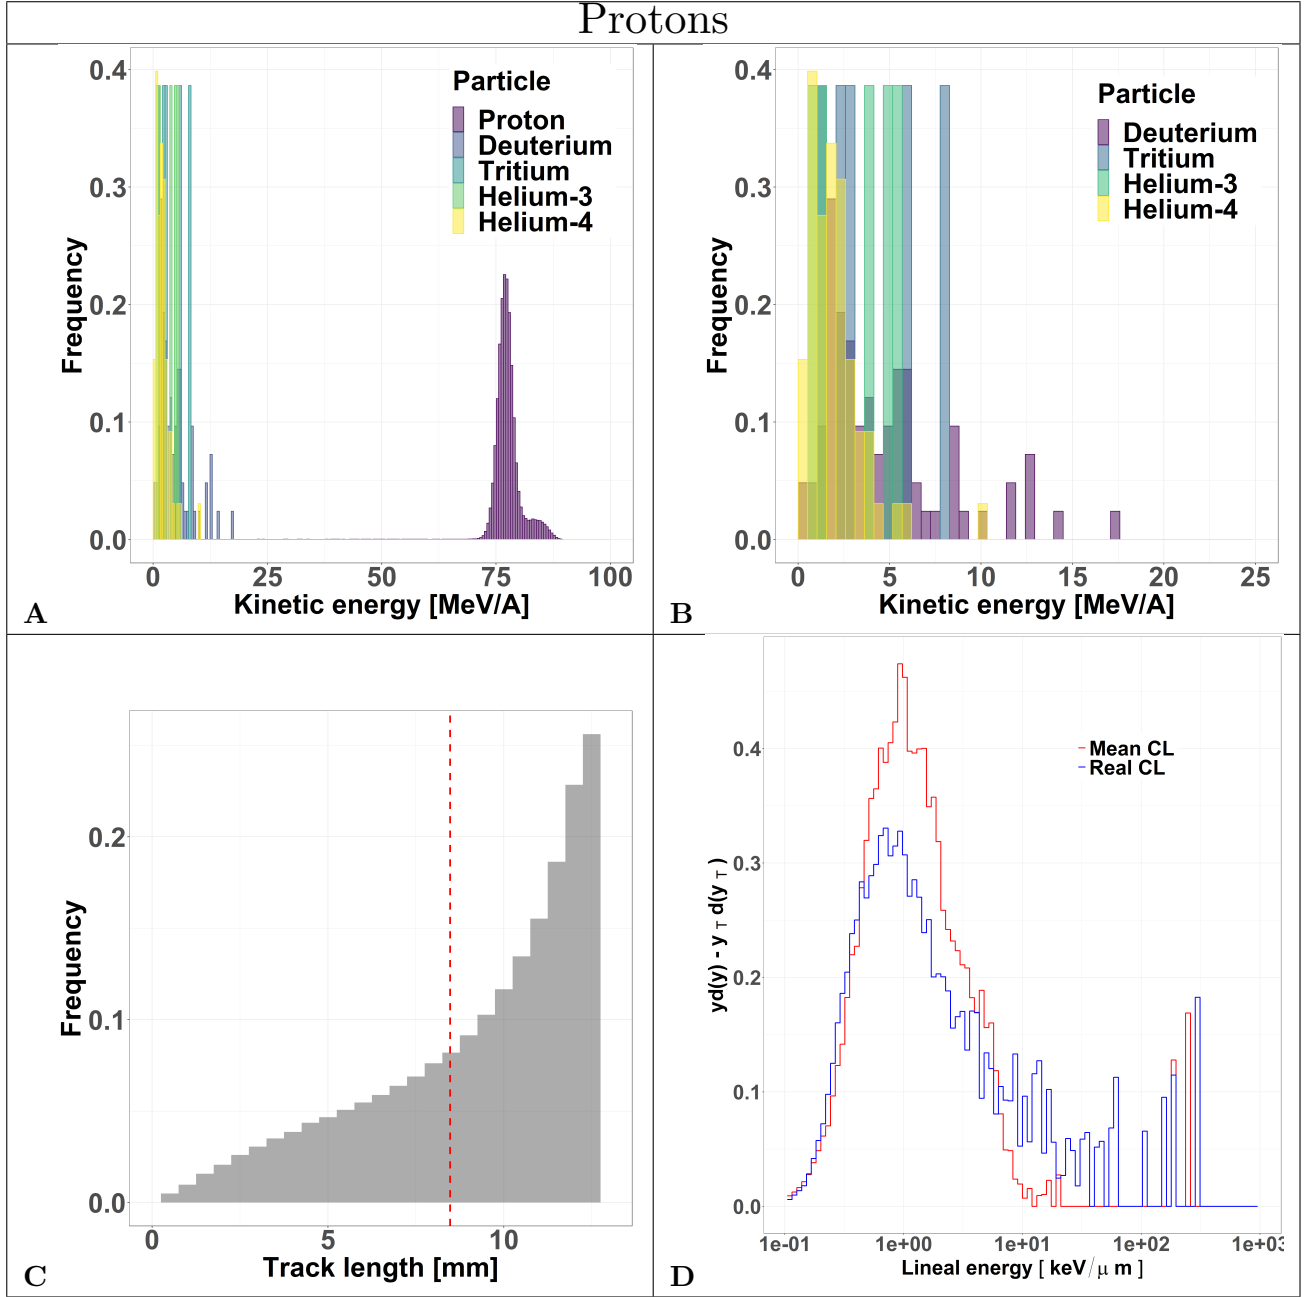 Protons
0.4
0.3
0.2
0.1
0.0
Frequency
Particle
Proton
Deuterium
Tritium
Helium-3
Helium-4
0 25 50 75 100
Kinetic energy [MeV/A]
A
0.4
0.3
0.2
0.1
0.0
Frequency
Particle
Deuterium
Tritium
Helium-3
Helium-4
0 5 10 15 20 25
Kinetic energy [MeV/A]
B
0.2
0.1
0.0
Frequency
0 5 10
Track length [mm]
C
0.4
0.3
0.2
0.1
0.0
yd(y) - y T d(y T )
Mean CL
Real CL
1e-01 1e+00 1e+01 1e+02 1e+03
Lineal energy [ keV/μ m ]
D